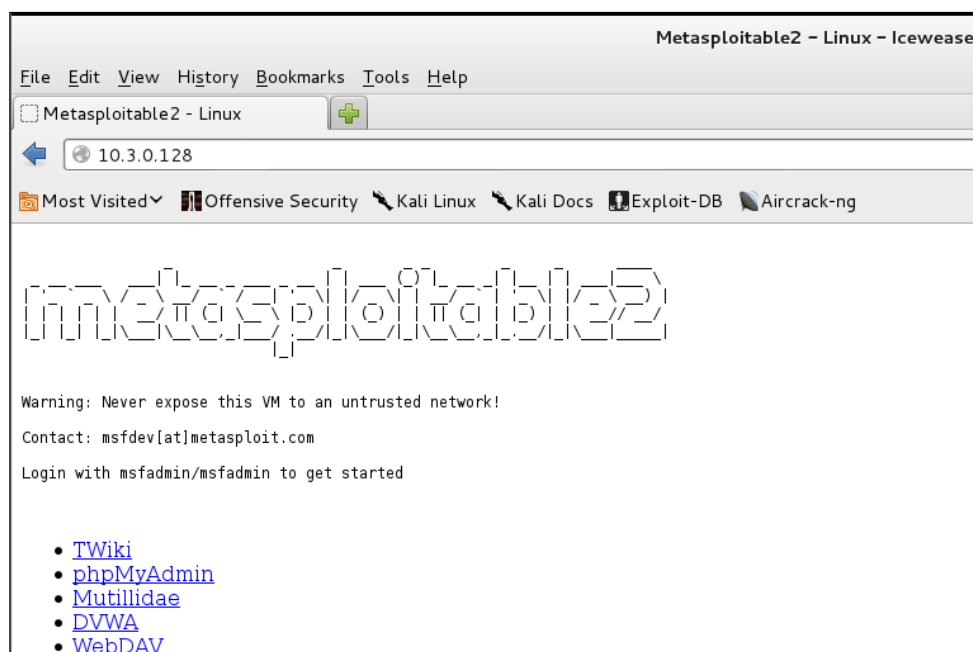 Metasploitable2 - Linux - Icewease
File Edit View History Bookmarks Tools Help
Metasploitable2 - Linux
10.3.0.128
Most Visited Offensive Security Kali Linux Kali Docs Exploit-DB Aircrack-ng
metasploitable2
Warning: Never expose this VM to an untrusted network!
Contact: msfdev[at]metasploit.com
Login with msfadmin/msfadmin to get started
• TWiki
• phpMyAdmin
• Mutillidae
• DVWA
• WebDAV